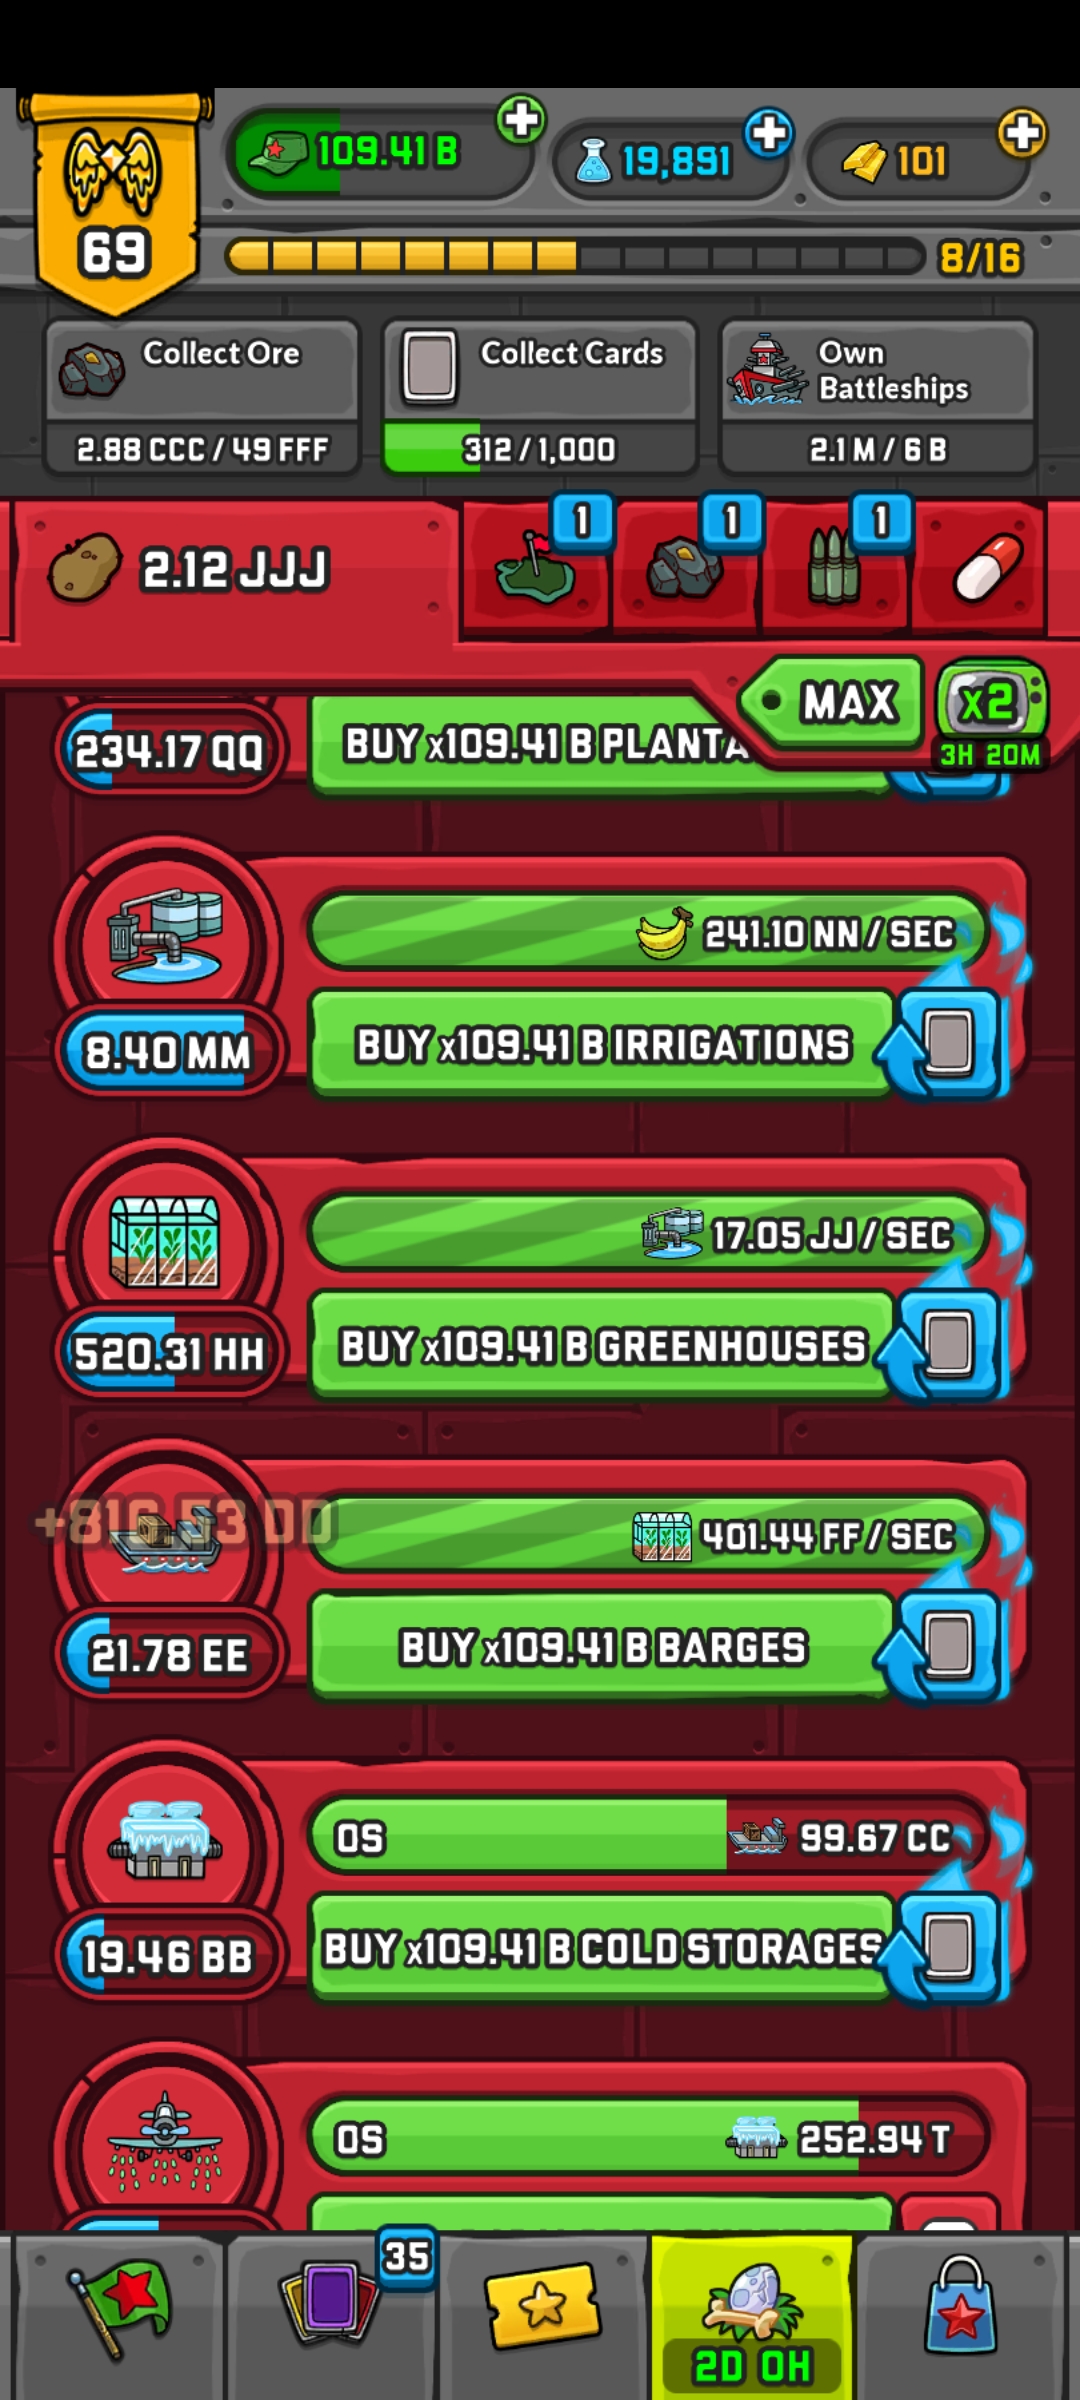 109.41 B
19,891
101
69
8/16
Collect Ore
2.88 CCC / 49 FFF
Collect Cards
312 / 1,000
Own
Battleships
2.1 M / 6 B
2.12 JJJ
1
1
1
MAX
x2
3H 20M
234.17 QQ
BUY x109.41 B PLANTA
241.10 NN / SEC
8.40 MM
BUY x109.41 B IRRIGATIONS
17.05 JJ / SEC
520.31 HH
BUY x109.41 B GREENHOUSES
+816.53 DD
401.44 FF / SEC
21.78 EE
BUY x109.41 B BARGES
0S
99.67 CC
19.46 BB
BUY x109.41 B COLD STORAGES
0S
252.94 T
35
2D 0H